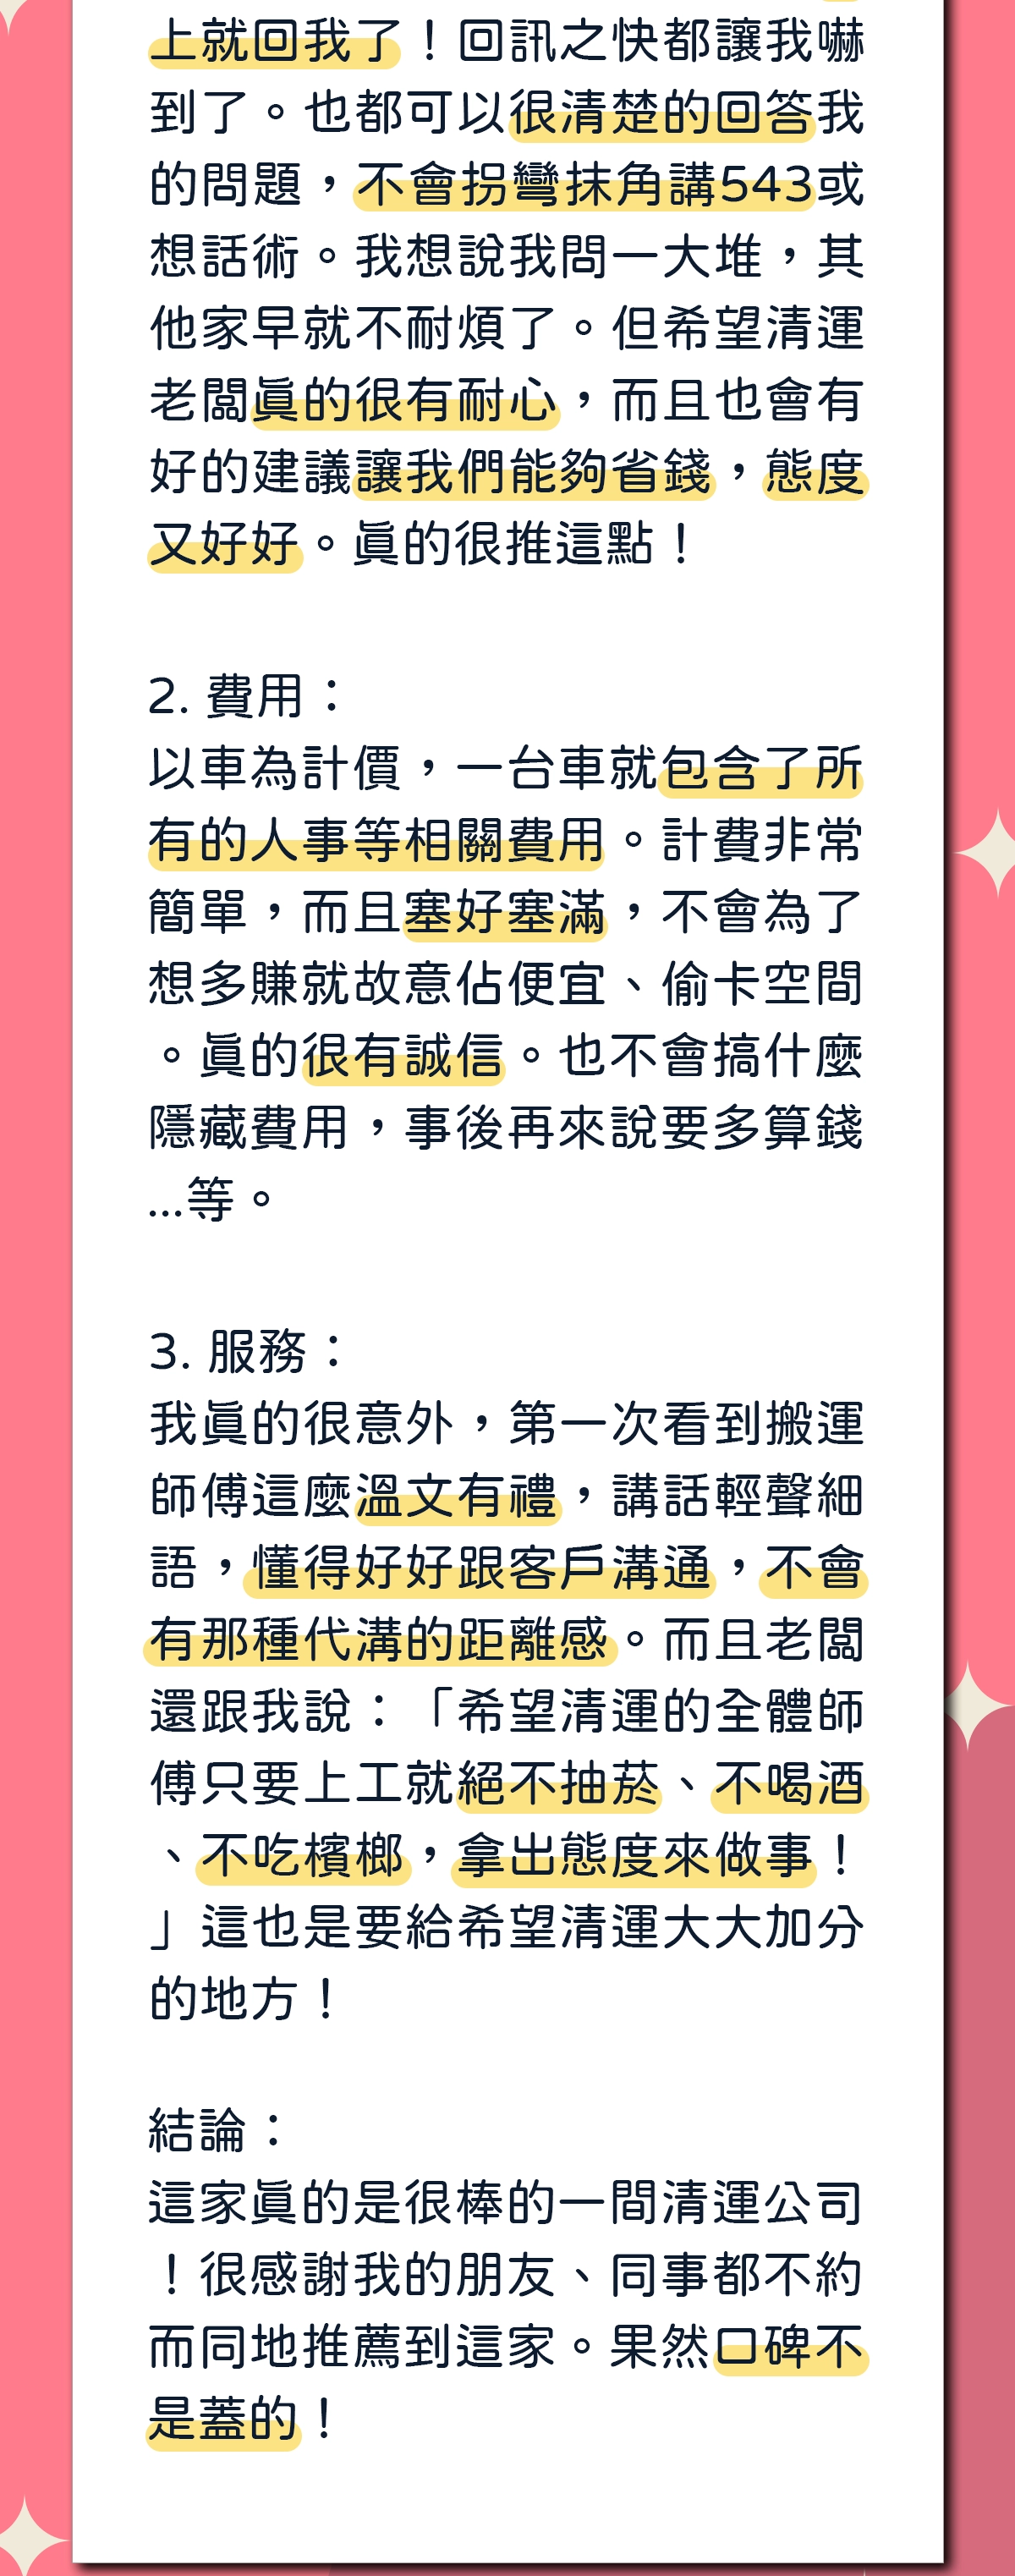 上就回我了！回訊之快都讓我嚇
到了。也都可以很清楚的回答我
的問題，不會拐彎抹角講543或
想話術。我想說我問一大堆，其
他家早就不耐煩了。但希望清運
老闆真的很有耐心，而且也會有
好的建議讓我們能夠省錢，態度
又好好。真的很推這點！
2. 費用：
以車為計價，一台車就包含了所
有的人事等相關費用。計費非常
簡單，而且塞好塞滿，不會為了
想多賺就故意佔便宜、偷卡空間
。真的很有誠信。也不會搞什麼
隱藏費用，事後再來說要多算錢
...等。
3. 服務：
我真的很意外，第一次看到搬運
師傅這麼溫文有禮，講話輕聲細
語，懂得好好跟客戶溝通，不會
有那種代溝的距離感。而且老闆
還跟我說：「希望清運的全體師
傅只要上工就絕不抽菸、不喝酒
、不吃檳榔，拿出態度來做事！
」這也是要給希望清運大大加分
的地方！
結論：
這家真的是很棒的一間清運公司
！很感謝我的朋友、同事都不約
而同地推薦到這家。果然口碑不
是蓋的！